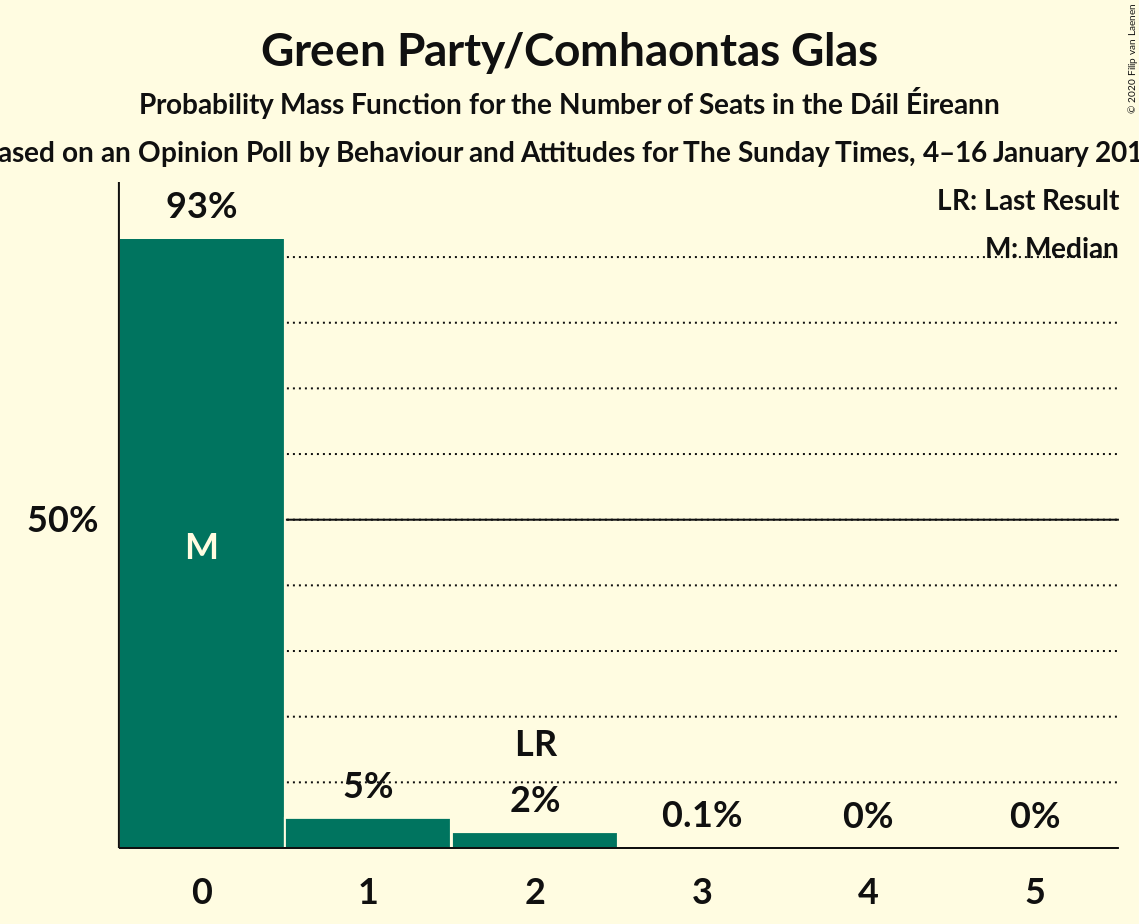 Green Party/Comhaontas Glas
Probability Mass Function for the Number of Seats in the Dáil Éireann
ased on an Opinion Poll by Behaviour and Attitudes for The Sunday Times, 4–16 January 201
© 2020 Filip van Laenen
LR: Last Result
M: Median
93%
50%
M
LR
5%
2%
0.1%
0%
0%
0
1
2
3
4
5